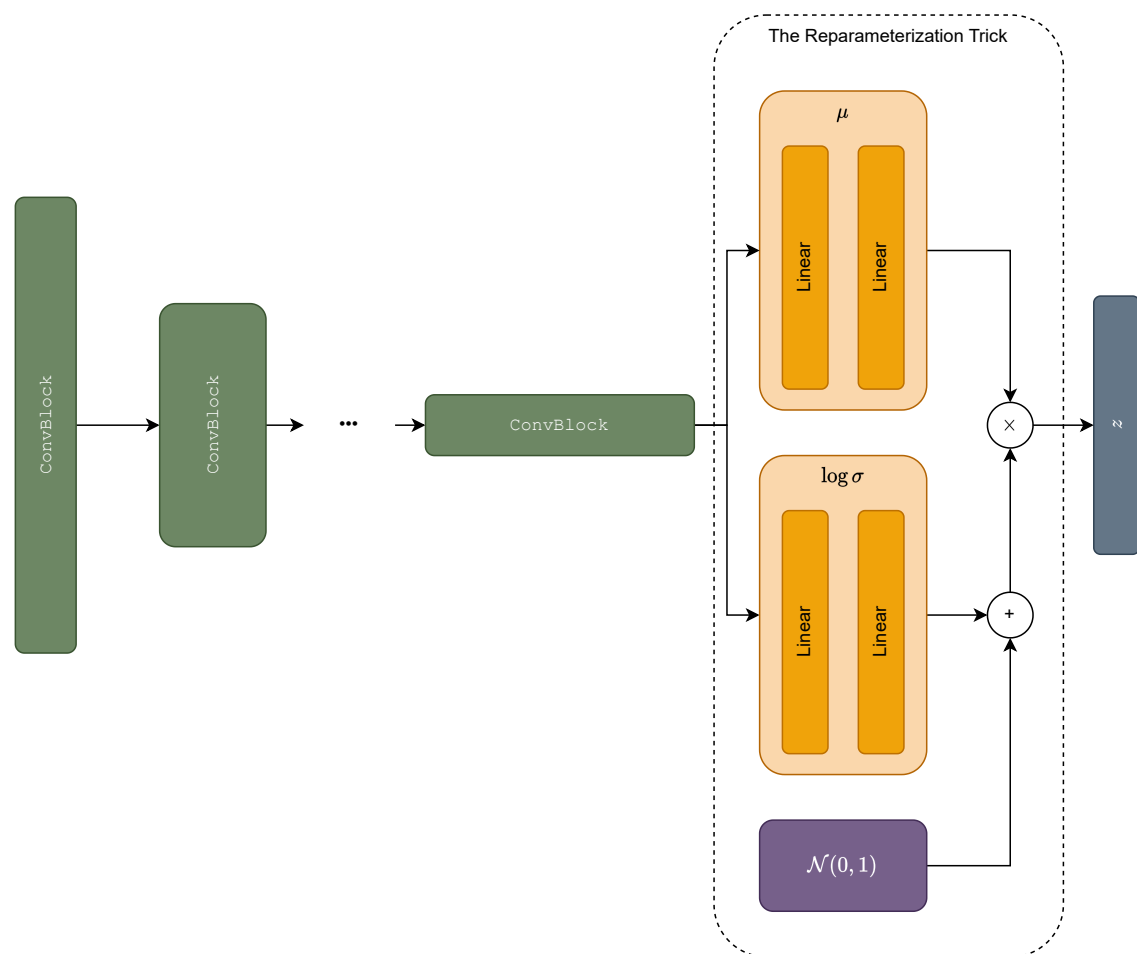 The Reparameterization Trick
μ
Linear
Linear
ConvBlock
ConvBlock
...
ConvBlock
×
z
log σ
Linear
Linear
+
𝒩(0, 1)